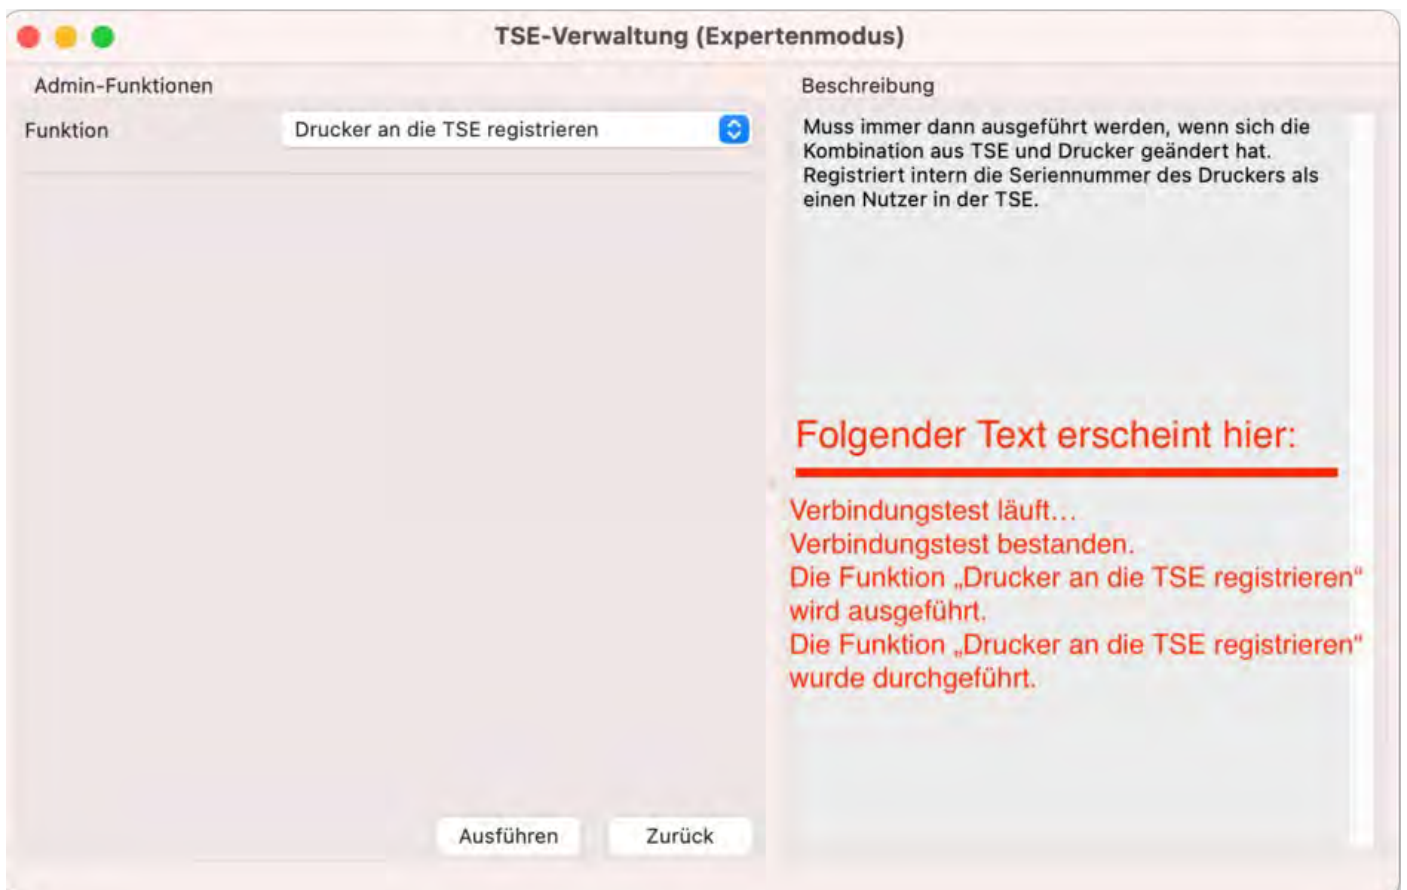 TSE-Verwaltung (Expertenmodus)
Admin-Funktionen
Funktion
Drucker an die TSE registrieren
Ausführen
Zurück
Beschreibung
Muss immer dann ausgeführt werden, wenn sich die
Kombination aus TSE und Drucker geändert hat.
Registriert intern die Seriennummer des Druckers als
einen Nutzer in der TSE.
Folgender Text erscheint hier:
Verbindungstest läuft…
Verbindungstest bestanden.
Die Funktion „Drucker an die TSE registrieren“
wird ausgeführt.
Die Funktion „Drucker an die TSE registrieren“
wurde durchgeführt.